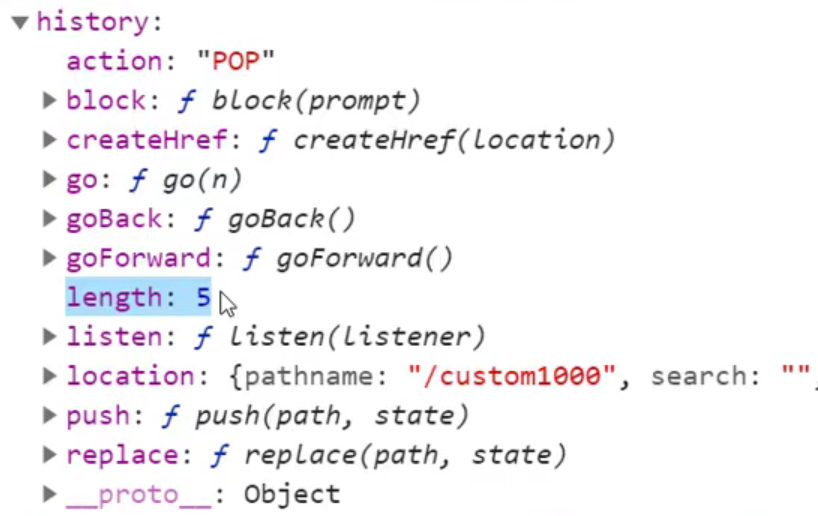 history:
action: "POP"
block: ƒ block(prompt)
createHref: ƒ createHref(location)
go: ƒ go(n)
goBack: ƒ goBack()
goForward: ƒ goForward()
length: 5
listen: ƒ listen(listener)
location: {pathname: "/custom1000", search: "",
push: ƒ push(path, state)
replace: ƒ replace(path, state)
__proto__: Object